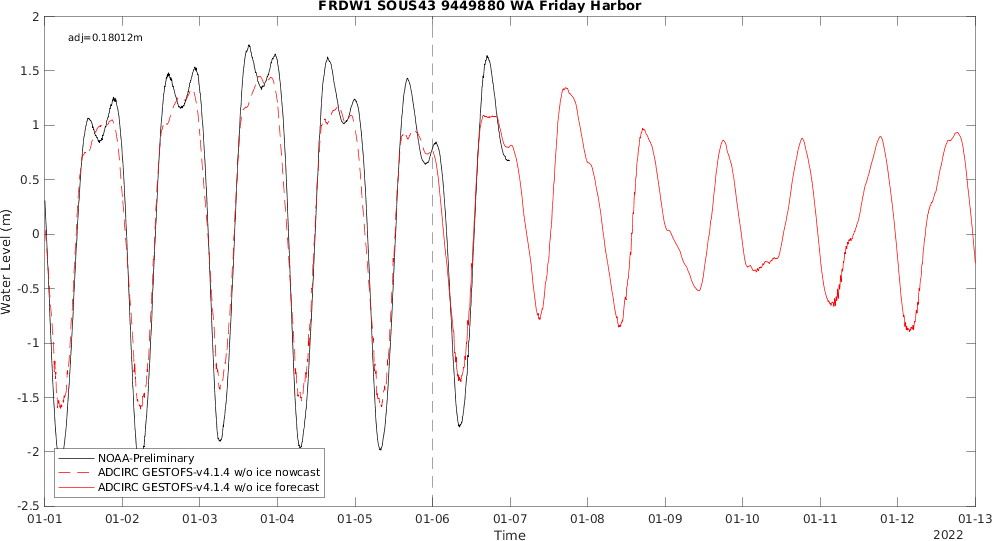 FRDW1 SOUS43 9449880 WA Friday Harbor
adj=0.18012m
2
1.5
1
0.5
0
-0.5
-1
-1.5
-2
-2.5
Water Level (m)
NOAA-Preliminary
ADCIRC GESTOFS-v4.1.4 w/o ice nowcast
ADCIRC GESTOFS-v4.1.4 w/o ice forecast
01-01 01-02 01-03 01-04 01-05 01-06 01-07 01-08 01-09 01-10 01-11 01-12 01-13
Time
2022